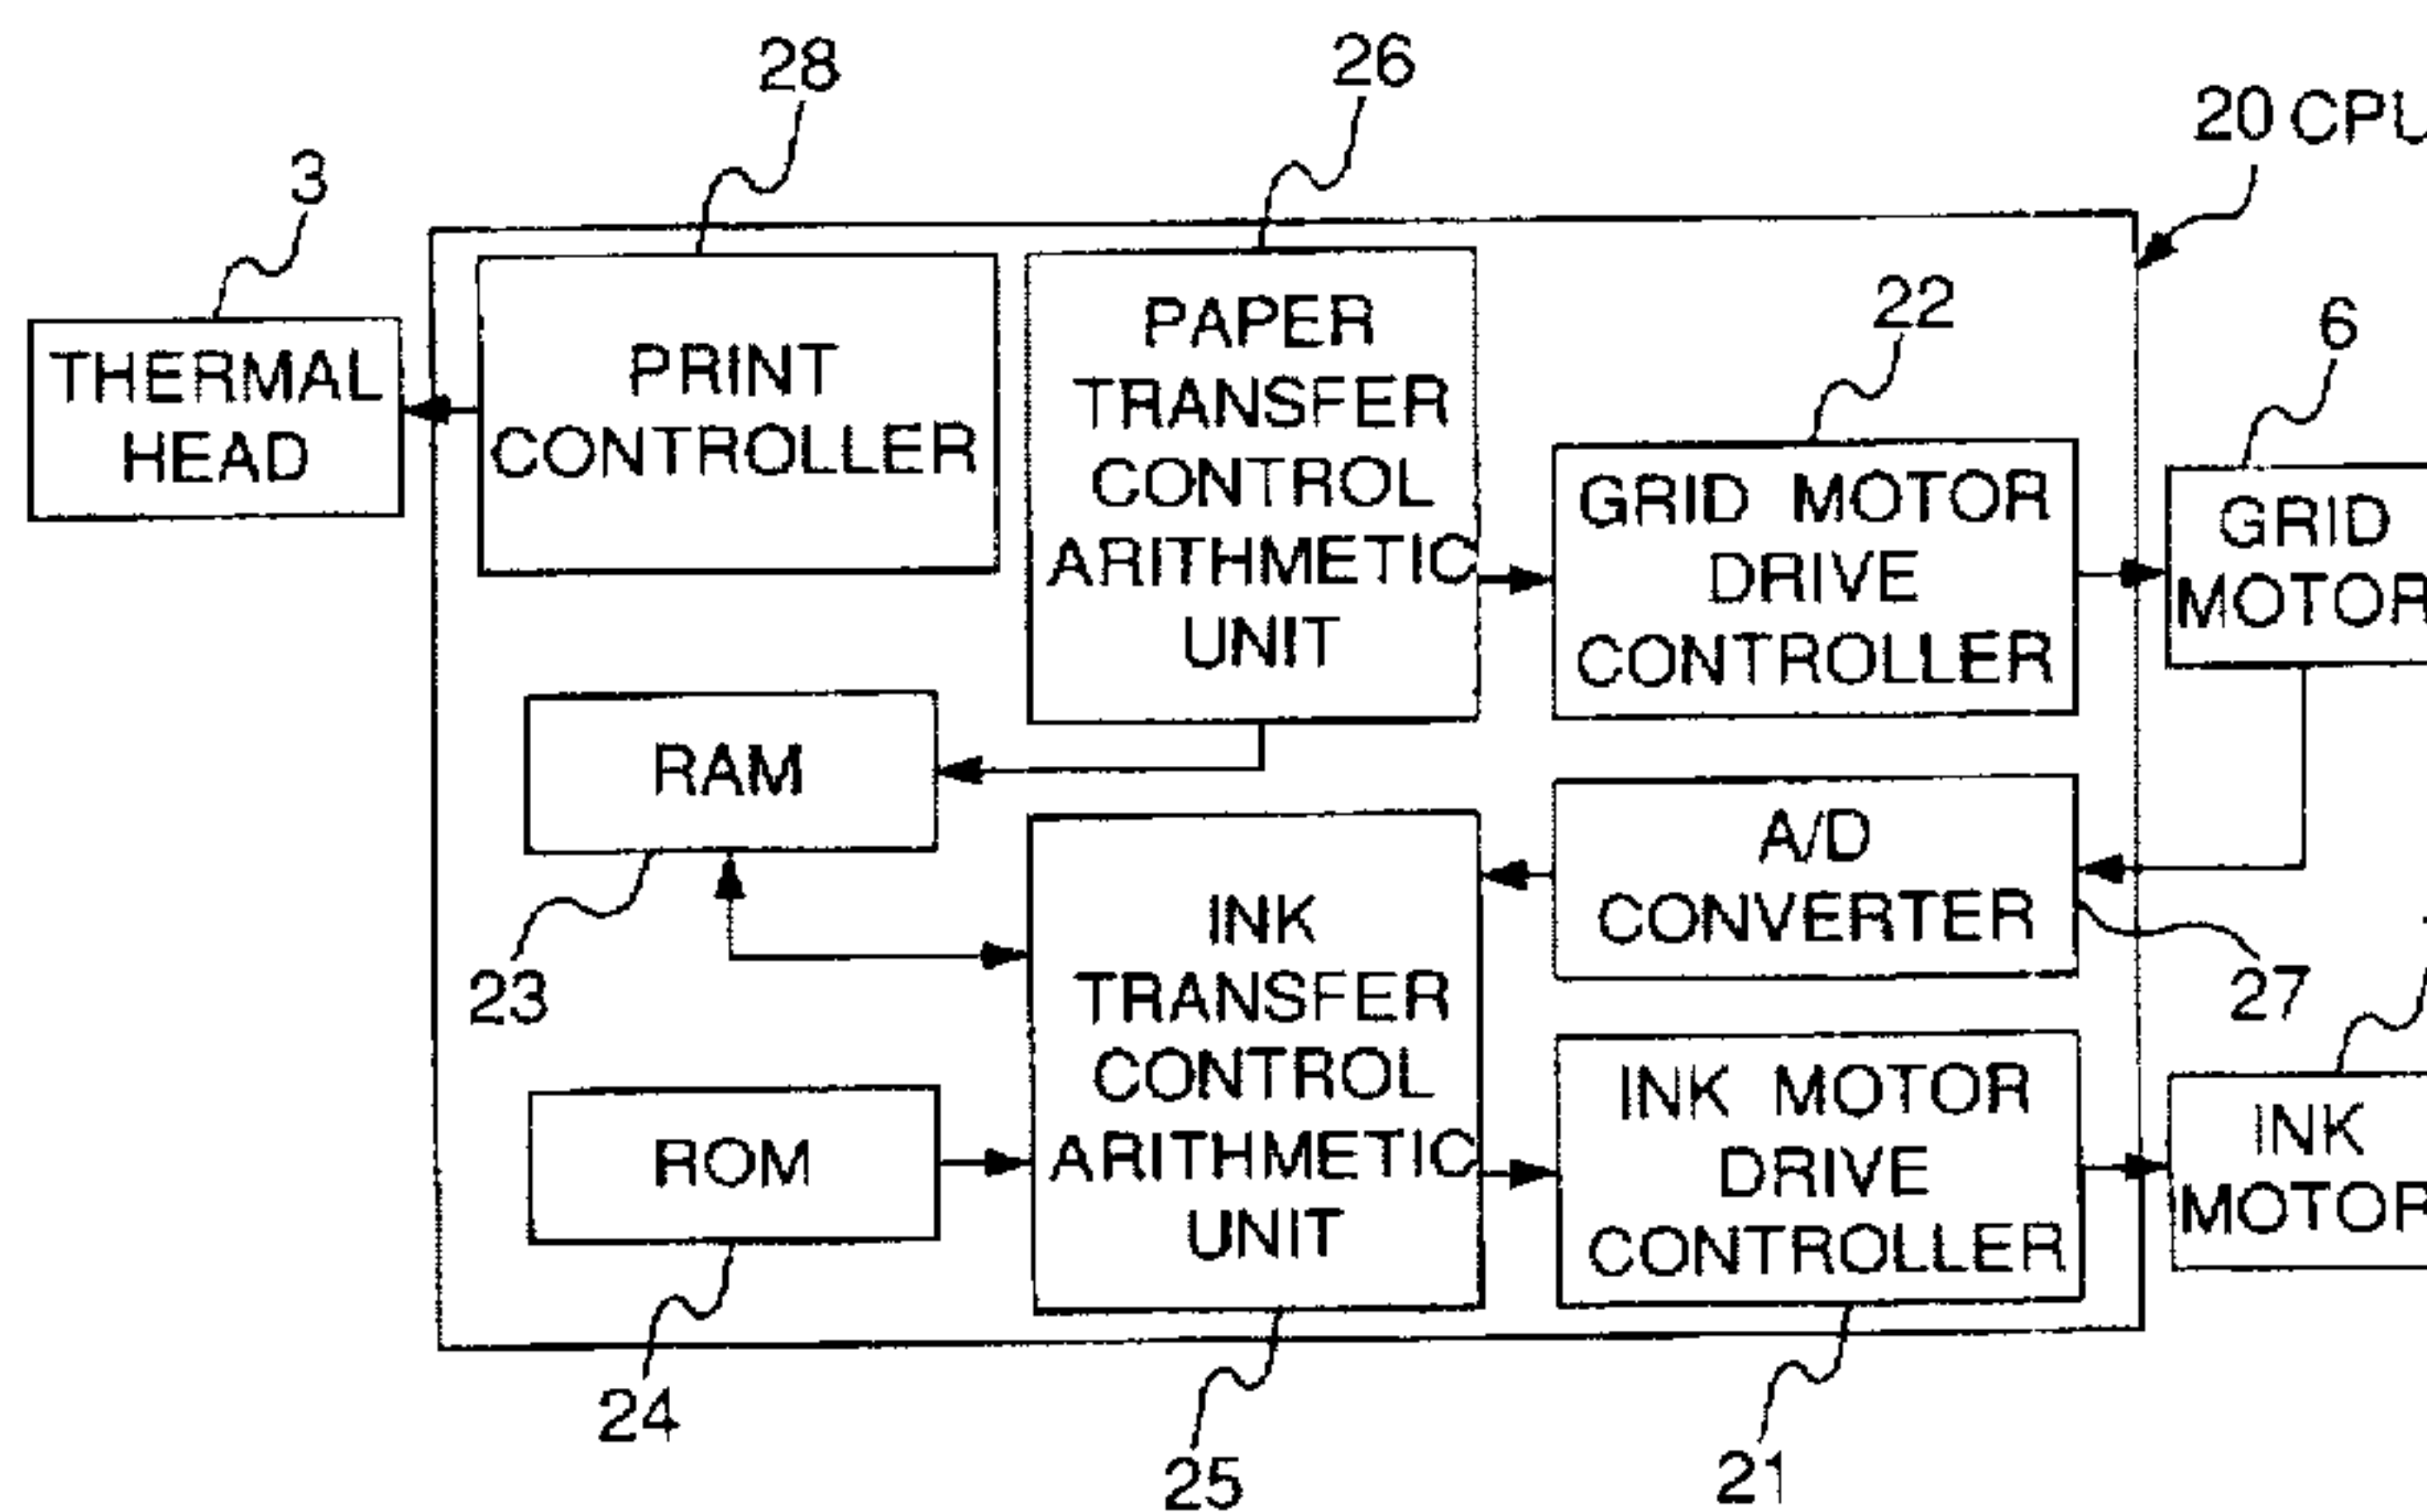 28
26
20 CPU
3
22
6
THERMAL
HEAD
PRINT
CONTROLLER
PAPER
TRANSFER
CONTROL
ARITHMETIC
UNIT
GRID MOTOR
DRIVE
CONTROLLER
GRID
MOTOR
RAM
A/D
CONVERTER
23
27
INK
TRANSFER
CONTROL
ARITHMETIC
UNIT
ROM
INK MOTOR
DRIVE
CONTROLLER
INK
MOTOR
24
25
21